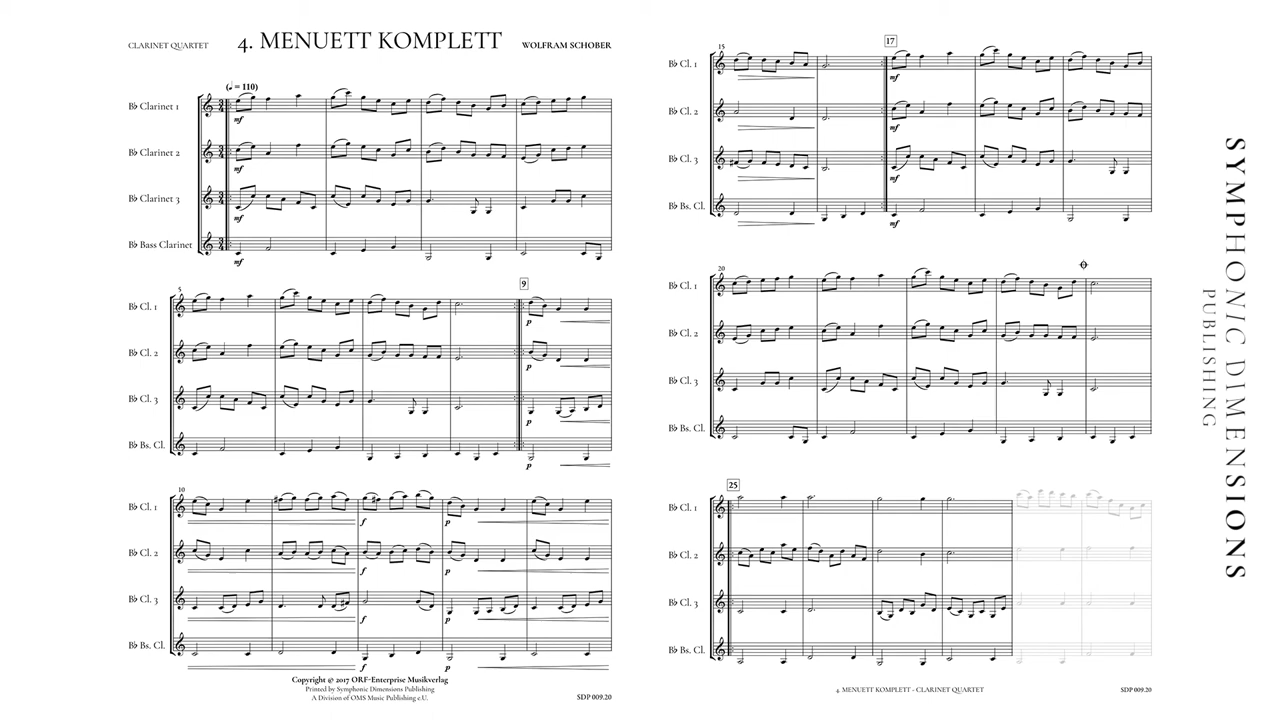 CLARINET QUARTET
4. MENUETT KOMPLETT
WOLFRAM SCHOBER
(♩ = 110)
B♭ Clarinet 1
mf
B♭ Clarinet 2
mf
B♭ Clarinet 3
mf
B♭ Bass Clarinet
mf
5
9
B♭ Cl. 1
p
B♭ Cl. 2
p
B♭ Cl. 3
p
B♭ Bs. Cl.
p
10
B♭ Cl. 1
f p
B♭ Cl. 2
f p
B♭ Cl. 3
f p
B♭ Bs. Cl.
f p
Copyright © 2017 ORF-Enterprise Musikverlag
Printed by Symphonic Dimensions Publishing
A Division of OMS Music Publishing e.U.
SDP 009.20
15
17
B♭ Cl. 1
mf
B♭ Cl. 2
mf
B♭ Cl. 3
mf
B♭ Bs. Cl.
mf
20
B♭ Cl. 1
B♭ Cl. 2
B♭ Cl. 3
B♭ Bs. Cl.
25
B♭ Cl. 1
B♭ Cl. 2
B♭ Cl. 3
B♭ Bs. Cl.
4. MENUETT KOMPLETT - CLARINET QUARTET
SDP 009.20
SYMPHONIC DIMENSIONS
PUBLISHING